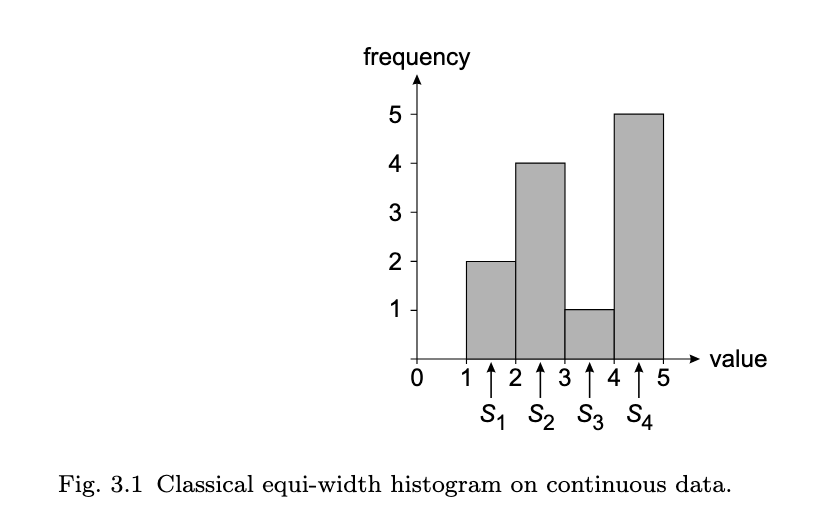 frequency
5
4
3
2
1
0 1 2 3 4 5 value
S1 S2 S3 S4
Fig. 3.1 Classical equi-width histogram on continuous data.